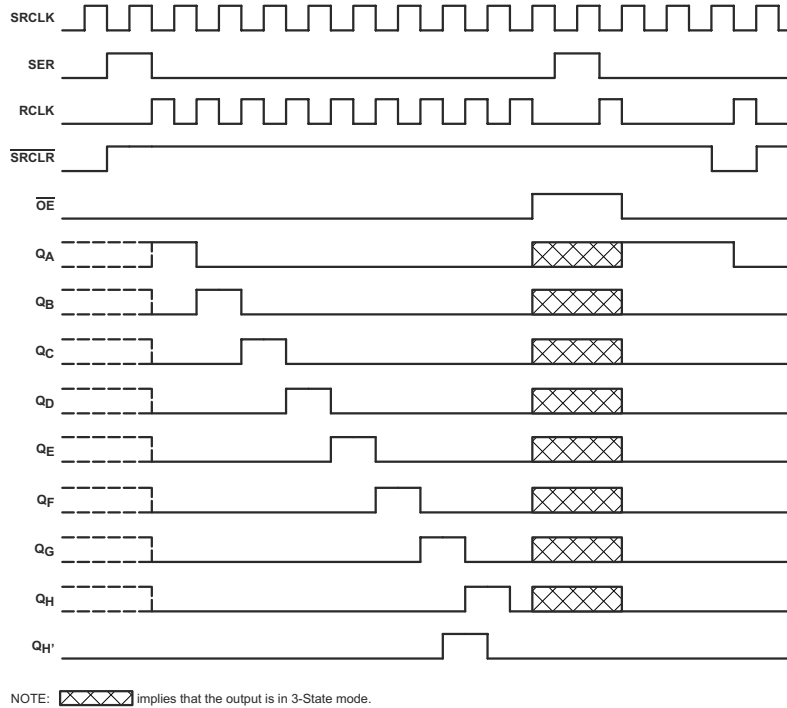 SRCLK
SER
RCLK
SRCLR
OE
QA
QB
QC
QD
QE
QF
QG
QH
QH'
NOTE: implies that the output is in 3-State mode.